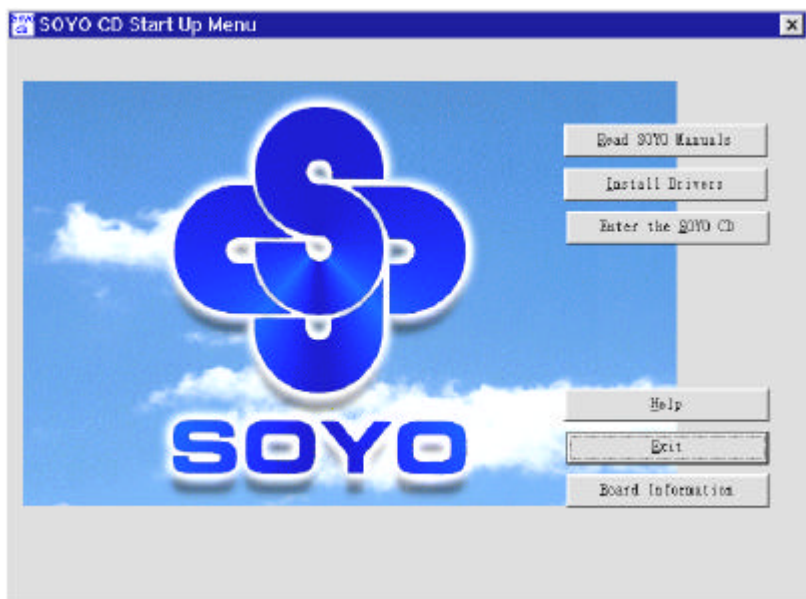 SOYO CD Start Up Menu
Read SOYO Manuals
Install Drivers
Enter the SOYO CD
SOYO
Help
Exit
Board Information